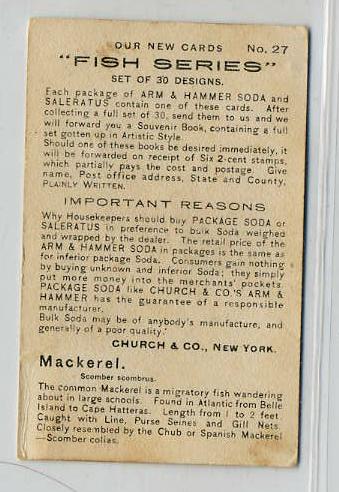 OUR NEW CARDS No. 27
"FISH SERIES"
SET OF 30 DESIGNS.
Each package of ARM & HAMMER SODA and
SALERATUS contain one of these cards. After
collecting a full set of 30, send them to us and we
will forward you a Souvenir Book, containing a full
set gotten up in Artistic Style.
Should one of these books be desired immediately, it
will be forwarded on receipt of Six 2-cent stamps,
which partially pays the cost and postage. Give
name, Post office address, State and County,
PLAINLY WRITTEN.
IMPORTANT REASONS
Why Housekeepers should buy PACKAGE SODA or
SALERATUS in preference to bulk Soda weighed
and wrapped by the dealer. The retail price of the
ARM & HAMMER SODA in packages is the same as
for inferior package Soda. Consumers gain nothing
by buying unknown and inferior Soda; they simply
put more money into the merchants' pockets.
PACKAGE SODA like CHURCH & CO'S ARM &
HAMMER has the guarantee of a responsible
manufacturer.
Bulk Soda may be of anybody's manufacture, and
generally of a poor quality.
CHURCH & CO., NEW YORK.
Mackerel.
Scomber scombrus.
The common Mackerel is a migratory fish wandering
about in large schools. Found in Atlantic from Belle
Island to Cape Hatteras. Length from 1 to 2 feet.
Caught with Line, Purse Seines and Gill Nets.
Closely resembled by the Chub or Spanish Mackerel
—Scomber colias.